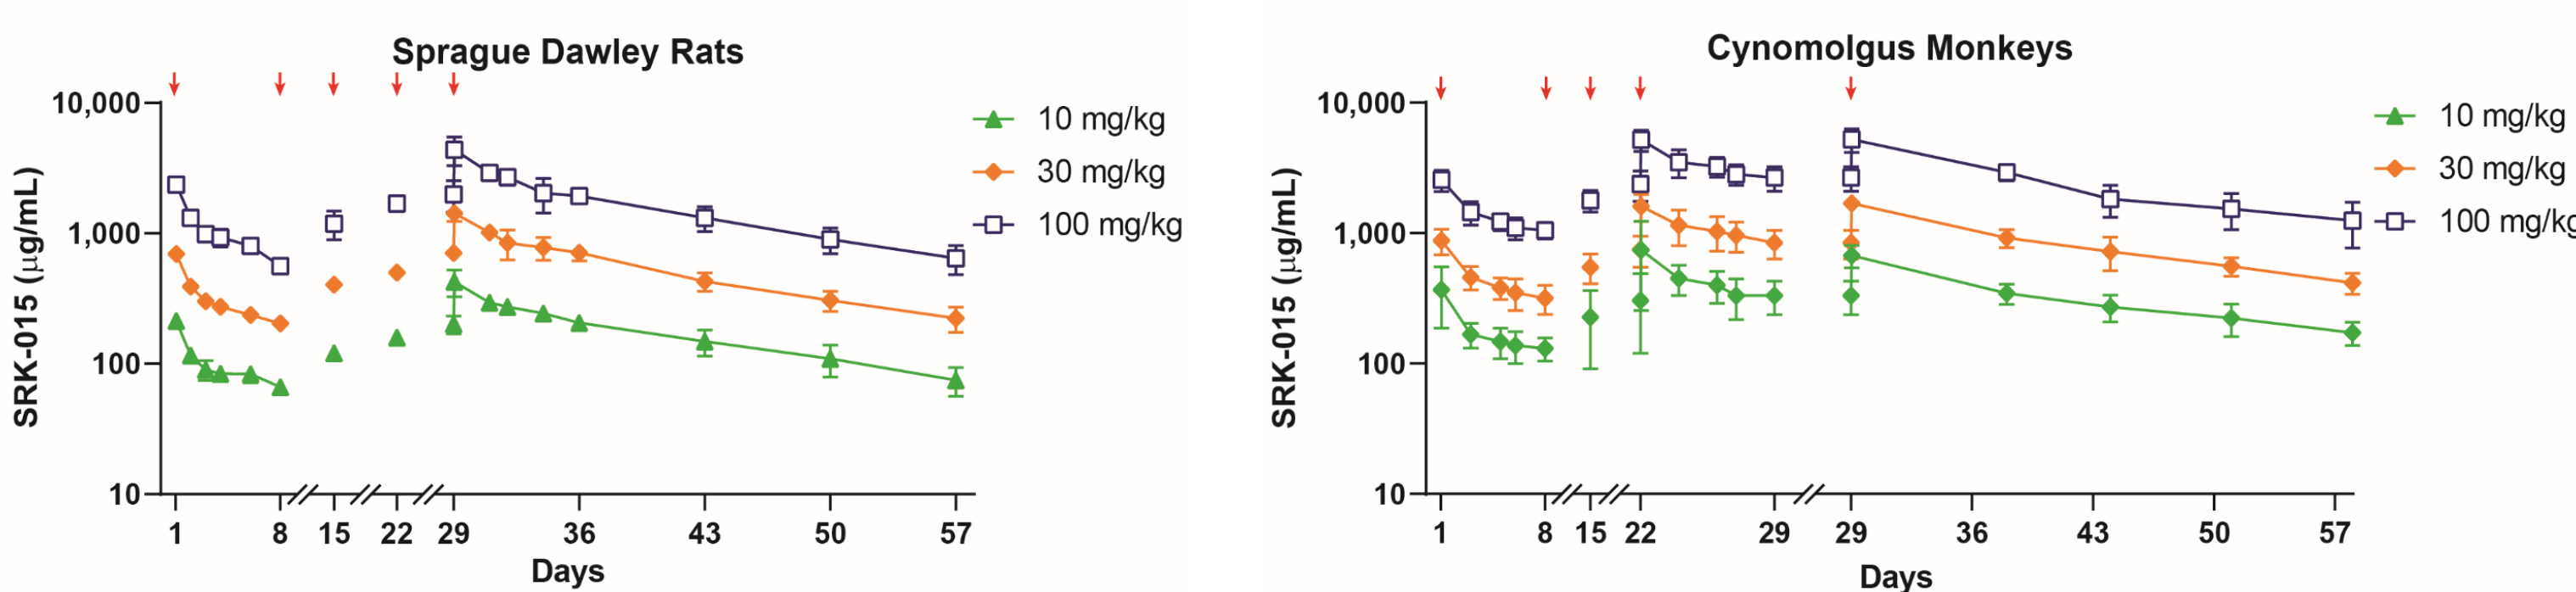 Sprague Dawley Rats
10,000
1,000
100
10
SRK-015 (μg/mL)
1 8 15 22 29 36 43 50 57
Days
10 mg/kg
30 mg/kg
100 mg/kg
Cynomolgus Monkeys
10,000
1,000
100
10
SRK-015 (μg/mL)
1 8 15 22 29 29 36 43 50 57
Days
10 mg/kg
30 mg/kg
100 mg/kg